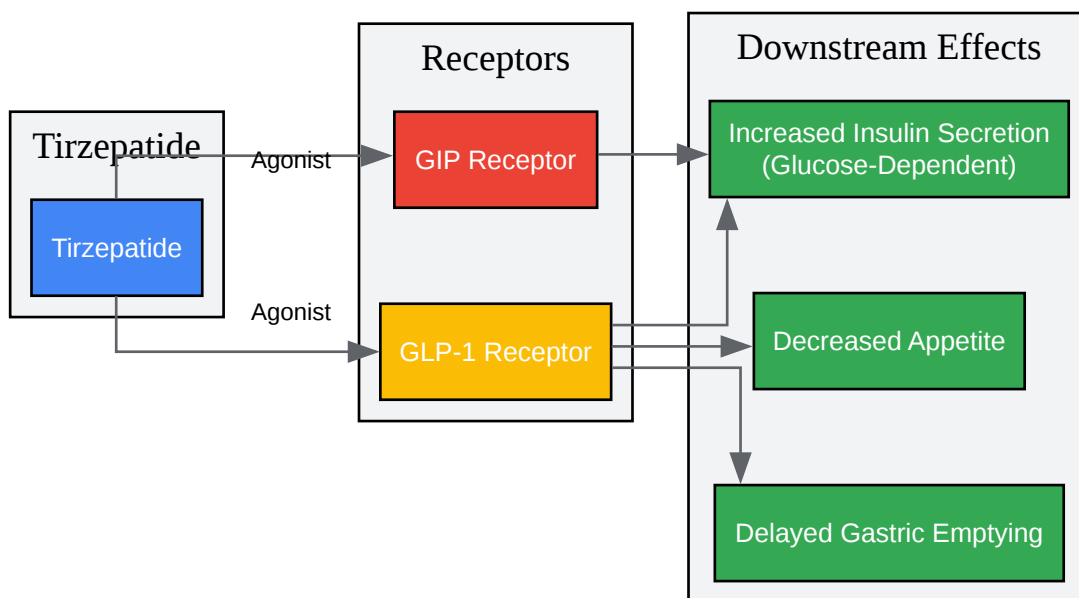 Tirzepatide
Tirzepatide
Agonist
Agonist
Receptors
GIP Receptor
GLP-1 Receptor
Downstream Effects
Increased Insulin Secretion
(Glucose-Dependent)
Decreased Appetite
Delayed Gastric Emptying